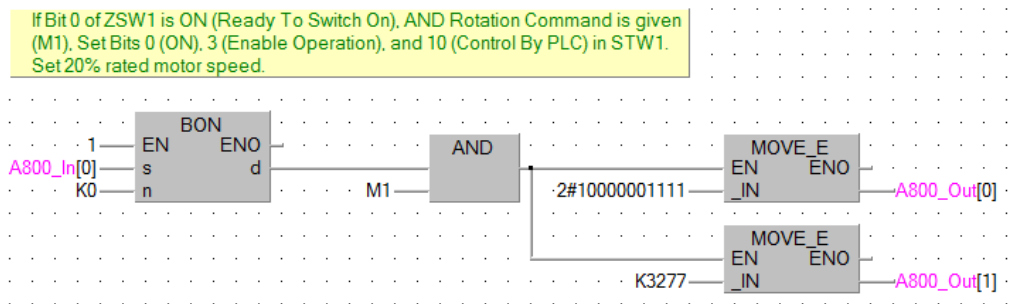 If Bit 0 of ZSW1 is ON (Ready To Switch On), AND Rotation Command is given
(M1), Set Bits 0 (ON), 3 (Enable Operation), and 10 (Control By PLC) in STW1.
Set 20% rated motor speed.
BON
1 EN ENO
A800_In[0] s d
K0 n
AND
M1
MOVE_E
EN ENO
2#10000001111 _IN A800_Out[0]
MOVE_E
EN ENO
K3277 _IN A800_Out[1]